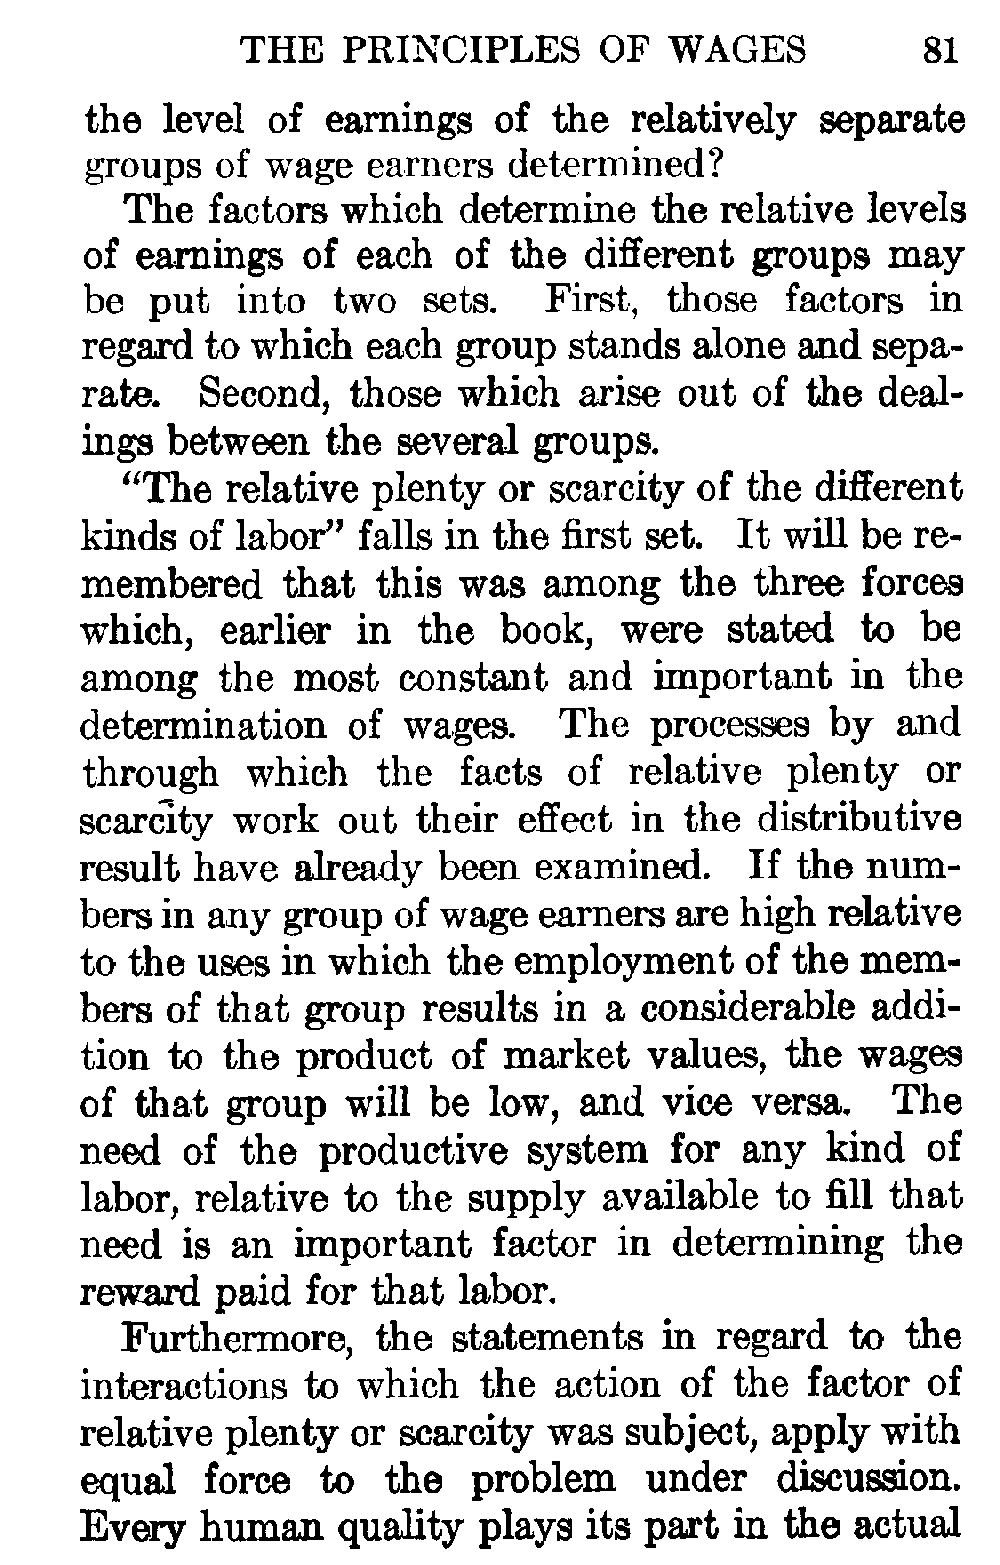 THE PRINCIPLES OF WAGES 81
the level of earnings of the relatively separate
groups of wage earners determined?
The factors which determine the relative levels
of earnings of each of the different groups may
be put into two sets. First, those factors in
regard to which each group stands alone and sepa-
rate. Second, those which arise out of the deal-
ings between the several groups.
"The relative plenty or scarcity of the different
kinds of labor" falls in the first set. It will be re-
membered that this was among the three forces
which, earlier in the book, were stated to be
among the most constant and important in the
determination of wages. The processes by and
through which the facts of relative plenty or
scarcity work out their effect in the distributive
result have already been examined. If the num-
bers in any group of wage earners are high relative
to the uses in which the employment of the mem-
bers of that group results in a considerable addi-
tion to the product of market values, the wages
of that group will be low, and vice versa. The
need of the productive system for any kind of
labor, relative to the supply available to fill that
need is an important factor in determining the
reward paid for that labor.
Furthermore, the statements in regard to the
interactions to which the action of the factor of
relative plenty or scarcity was subject, apply with
equal force to the problem under discussion.
Every human quality plays its part in the actual